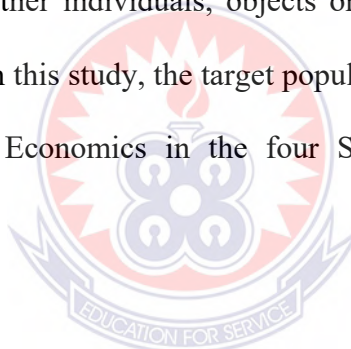 ther individuals, objects or
this study, the target popul
Economics in the four S
EDUCATION FOR SERVICE